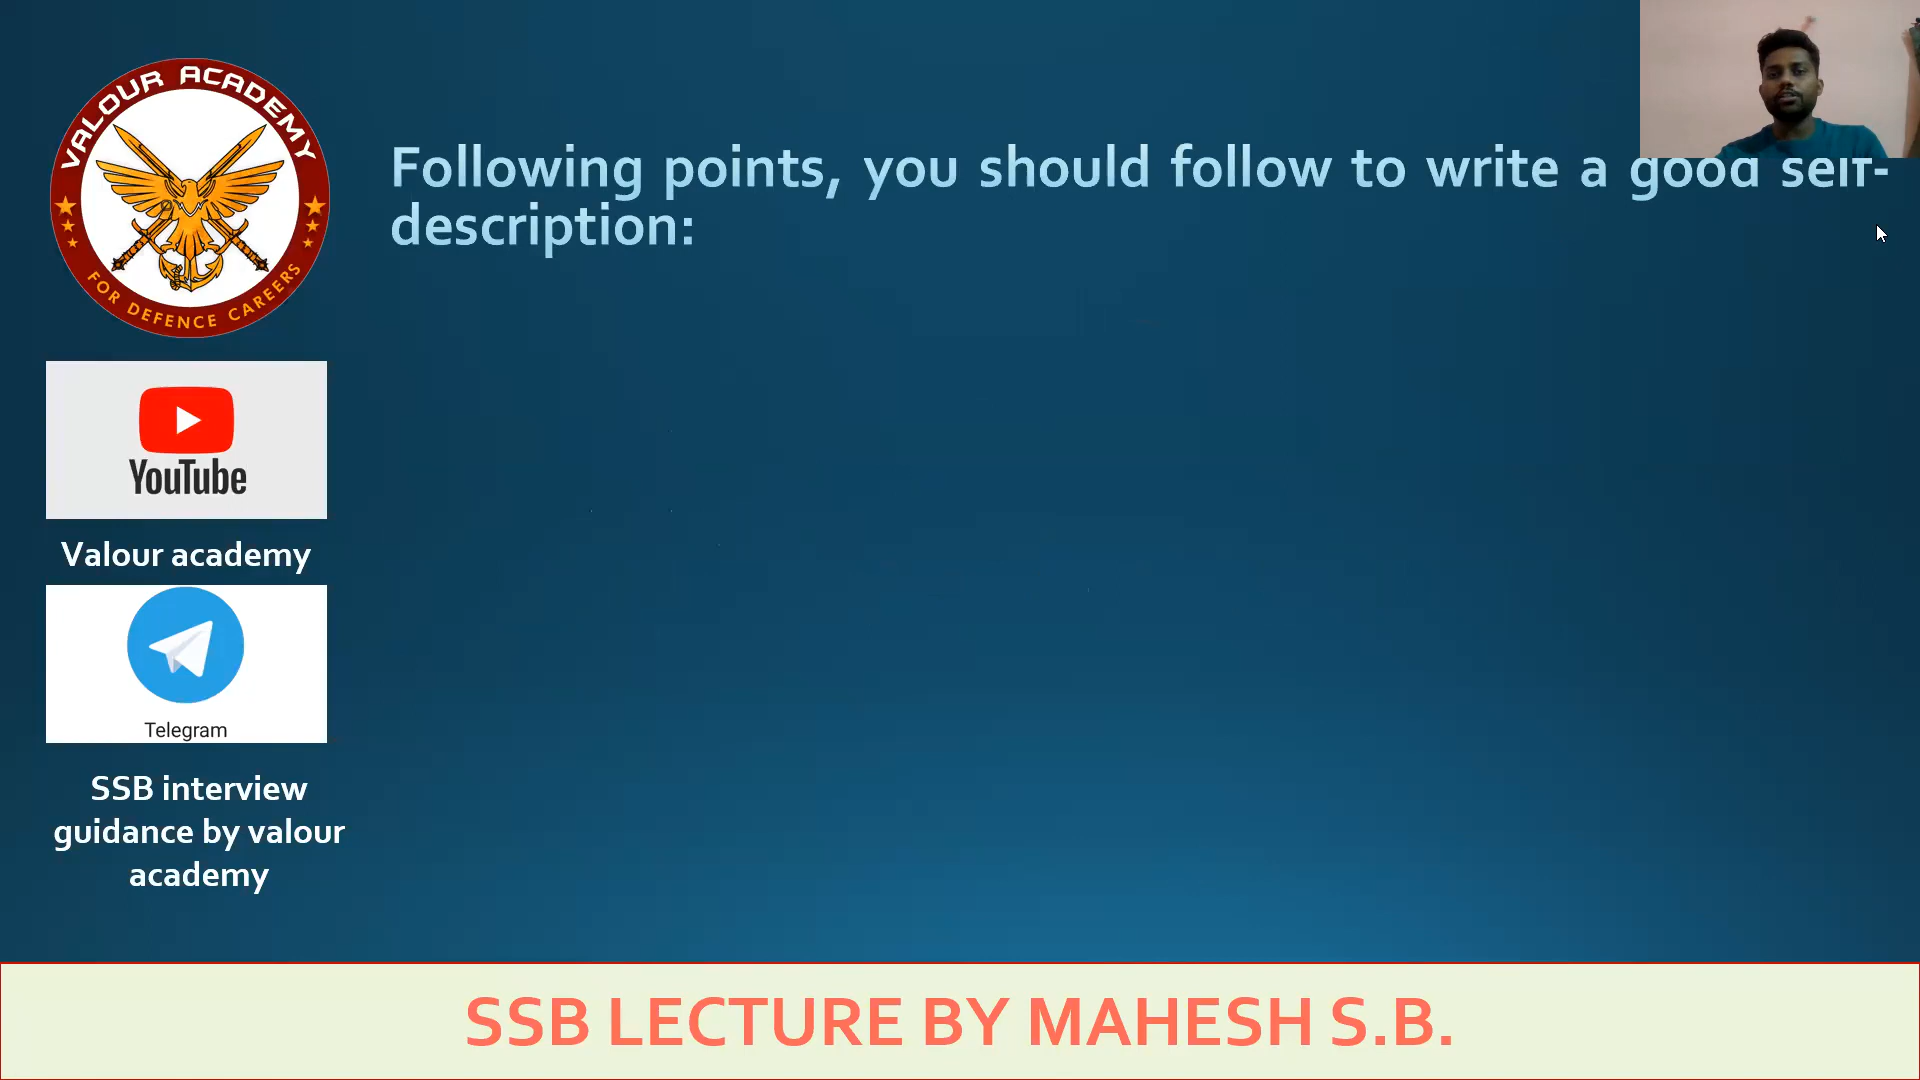 VALOUR ACADEMY
FOR DEFENCE CAREERS
Following points, you should follow to write a good self-
description:
YouTube
Valour academy
Telegram
SSB interview
guidance by valour
academy
SSB LECTURE BY MAHESH S.B.